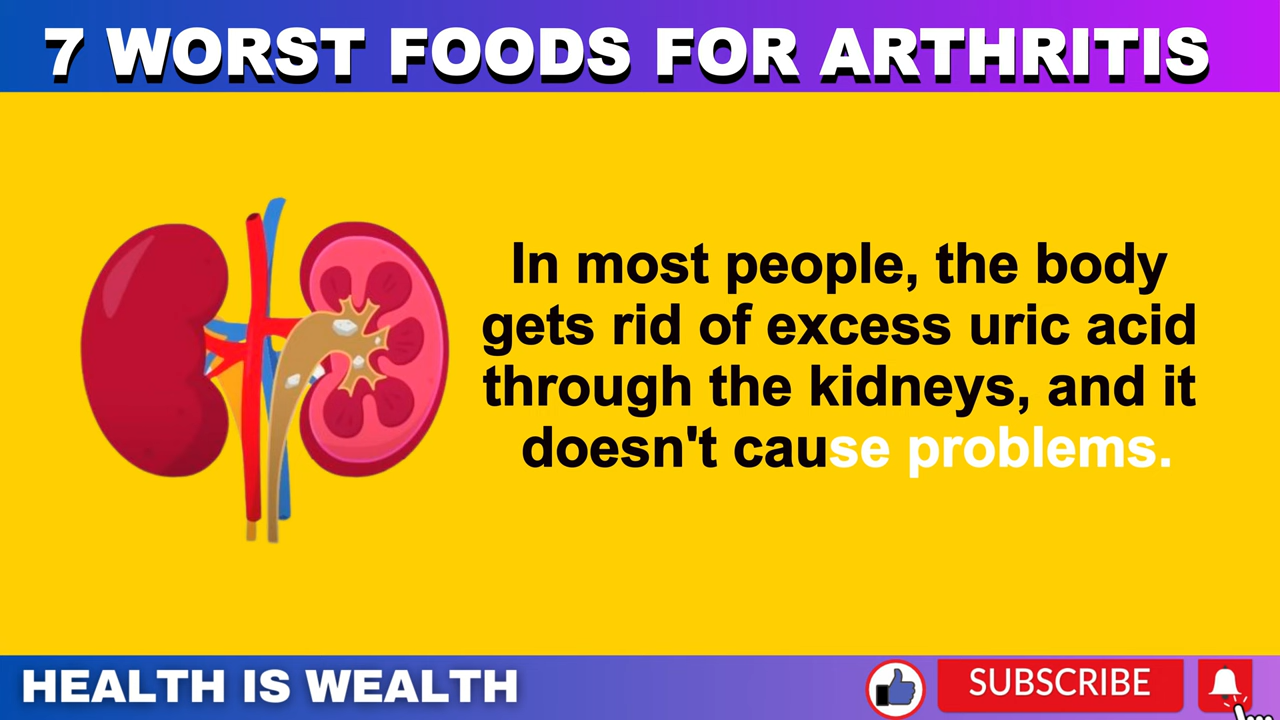 7 WORST FOODS FOR ARTHRITIS
In most people, the body
gets rid of excess uric acid
through the kidneys, and it
doesn't cause problems.
HEALTH IS WEALTH
SUBSCRIBE